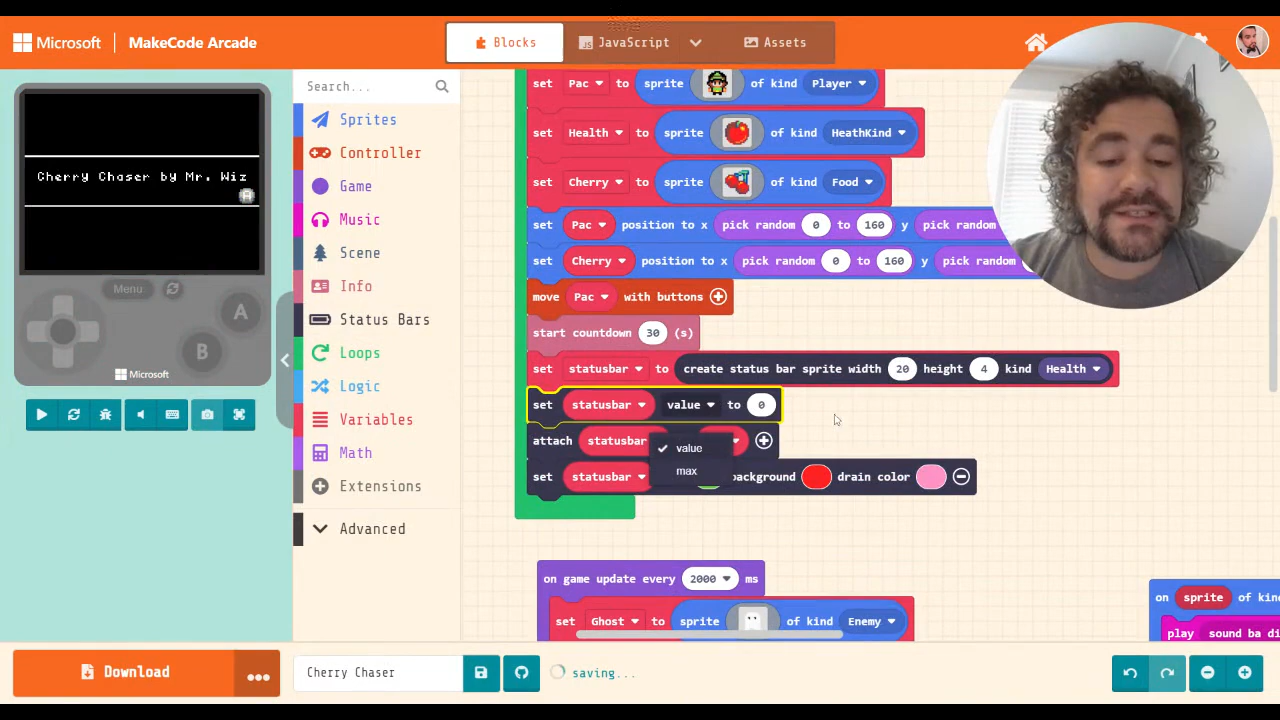 Microsoft | MakeCode Arcade
Blocks
JavaScript
Assets
Search...
Sprites
Controller
Game
Music
Scene
Info
Status Bars
Loops
Logic
Variables
Math
Extensions
Advanced
Cherry Chaser by Mr. Wiz
A
Menu
A
B
Microsoft
set Pac to sprite of kind Player
set Health to sprite of kind HeathKind
set Cherry to sprite of kind Food
set Pac position to x pick random 0 to 160 y pick random
set Cherry position to x pick random 0 to 160 y pick random
move Pac with buttons
start countdown 30 (s)
set statusbar to create status bar sprite width 20 height 4 kind Health
set statusbar value to 0
attach statusbar
value
max
set statusbar background drain color
on game update every 2000 ms
set Ghost to sprite of kind Enemy
on sprite of kin
play sound ba di
Download
Cherry Chaser
saving...